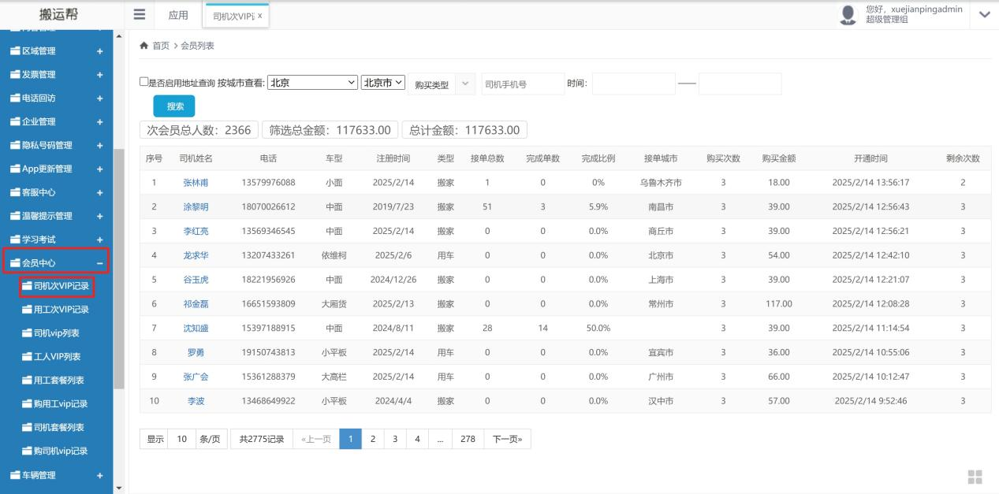 搬运帮
应用
司机次VIP记 x
您好，xuejianpingadmin
超级管理组
区域管理 +
发票管理 +
电话回访 +
企业管理 +
隐私号码管理 +
App更新管理 +
客服中心 +
温馨提示管理 +
学习考试 +
会员中心 −
司机次VIP记录
用工次VIP记录
司机vip列表
工人VIP列表
用工套餐列表
购用工vip记录
司机套餐列表
购司机vip记录
车辆管理 +
首页 > 会员列表
是否启用地址查询 按城市查看: 北京 北京市 购买类型 司机手机号 时间: ——
搜索
次会员总人数：2366 筛选总金额：117633.00 总计金额：117633.00
序号 司机姓名 电话 车型 注册时间 类型 接单总数 完成单数 完成比例 接单城市 购买次数 购买金额 开通时间 剩余次数
1 张林甫 13579976088 小面 2025/2/14 搬家 1 0 0% 乌鲁木齐市 3 18.00 2025/2/14 13:56:17 2
2 涂黎明 18070026612 中面 2019/7/23 搬家 51 3 5.9% 南昌市 3 39.00 2025/2/14 12:56:43 3
3 李红亮 13569346545 中面 2025/2/14 搬家 0 0 0.0% 商丘市 3 39.00 2025/2/14 12:56:21 3
4 龙求华 13207433261 依维柯 2025/2/6 用车 0 0 0.0% 北京市 3 54.00 2025/2/14 12:42:10 3
5 谷玉虎 18221956926 中面 2024/12/26 搬家 0 0 0.0% 上海市 3 39.00 2025/2/14 12:21:07 3
6 祁金磊 16651593809 大厢货 2025/2/13 搬家 0 0 0.0% 常州市 3 117.00 2025/2/14 12:08:28 3
7 沈知盛 15397188915 中面 2024/8/11 搬家 28 14 50.0% 3 39.00 2025/2/14 11:14:54 3
8 罗勇 19150743813 小平板 2025/2/14 用车 0 0 0.0% 宜宾市 3 36.00 2025/2/14 10:55:06 3
9 张广会 15361288379 大高栏 2025/2/14 用车 0 0 0.0% 广州市 3 66.00 2025/2/14 10:12:47 3
10 李波 13468649922 小平板 2024/4/4 搬家 0 0 0.0% 汉中市 3 57.00 2025/2/14 9:52:46 3
显示 10 条/页 共2775记录 «上一页 1 2 3 4 ... 278 下一页»